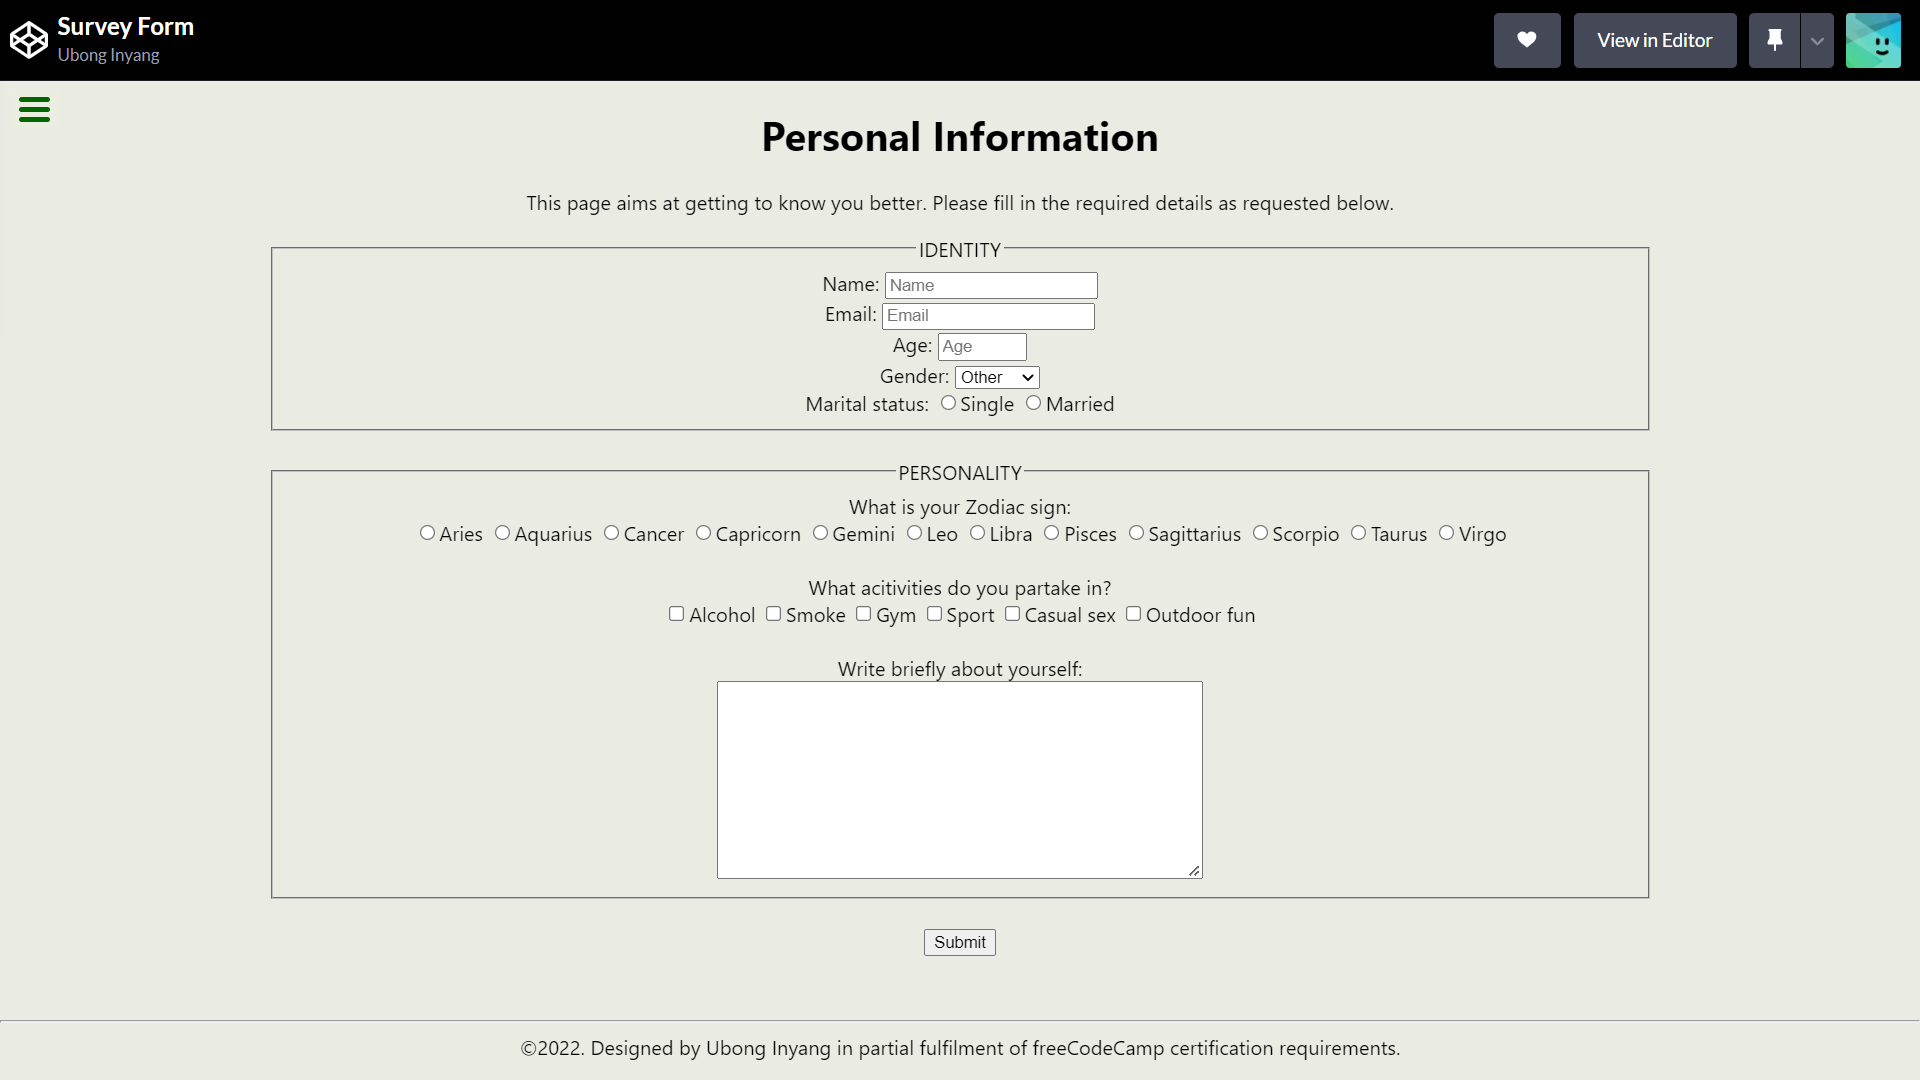 Survey Form
Ubong Inyang
View in Editor
Personal Information
This page aims at getting to know you better. Please fill in the required details as requested below.
IDENTITY
Name: Name
Email: Email
Age: Age
Gender: Other
Marital status: Single Married
PERSONALITY
What is your Zodiac sign:
Aries Aquarius Cancer Capricorn Gemini Leo Libra Pisces Sagittarius Scorpio Taurus Virgo
What acitivities do you partake in?
Alcohol Smoke Gym Sport Casual sex Outdoor fun
Write briefly about yourself:
Submit
©2022. Designed by Ubong Inyang in partial fulfilment of freeCodeCamp certification requirements.